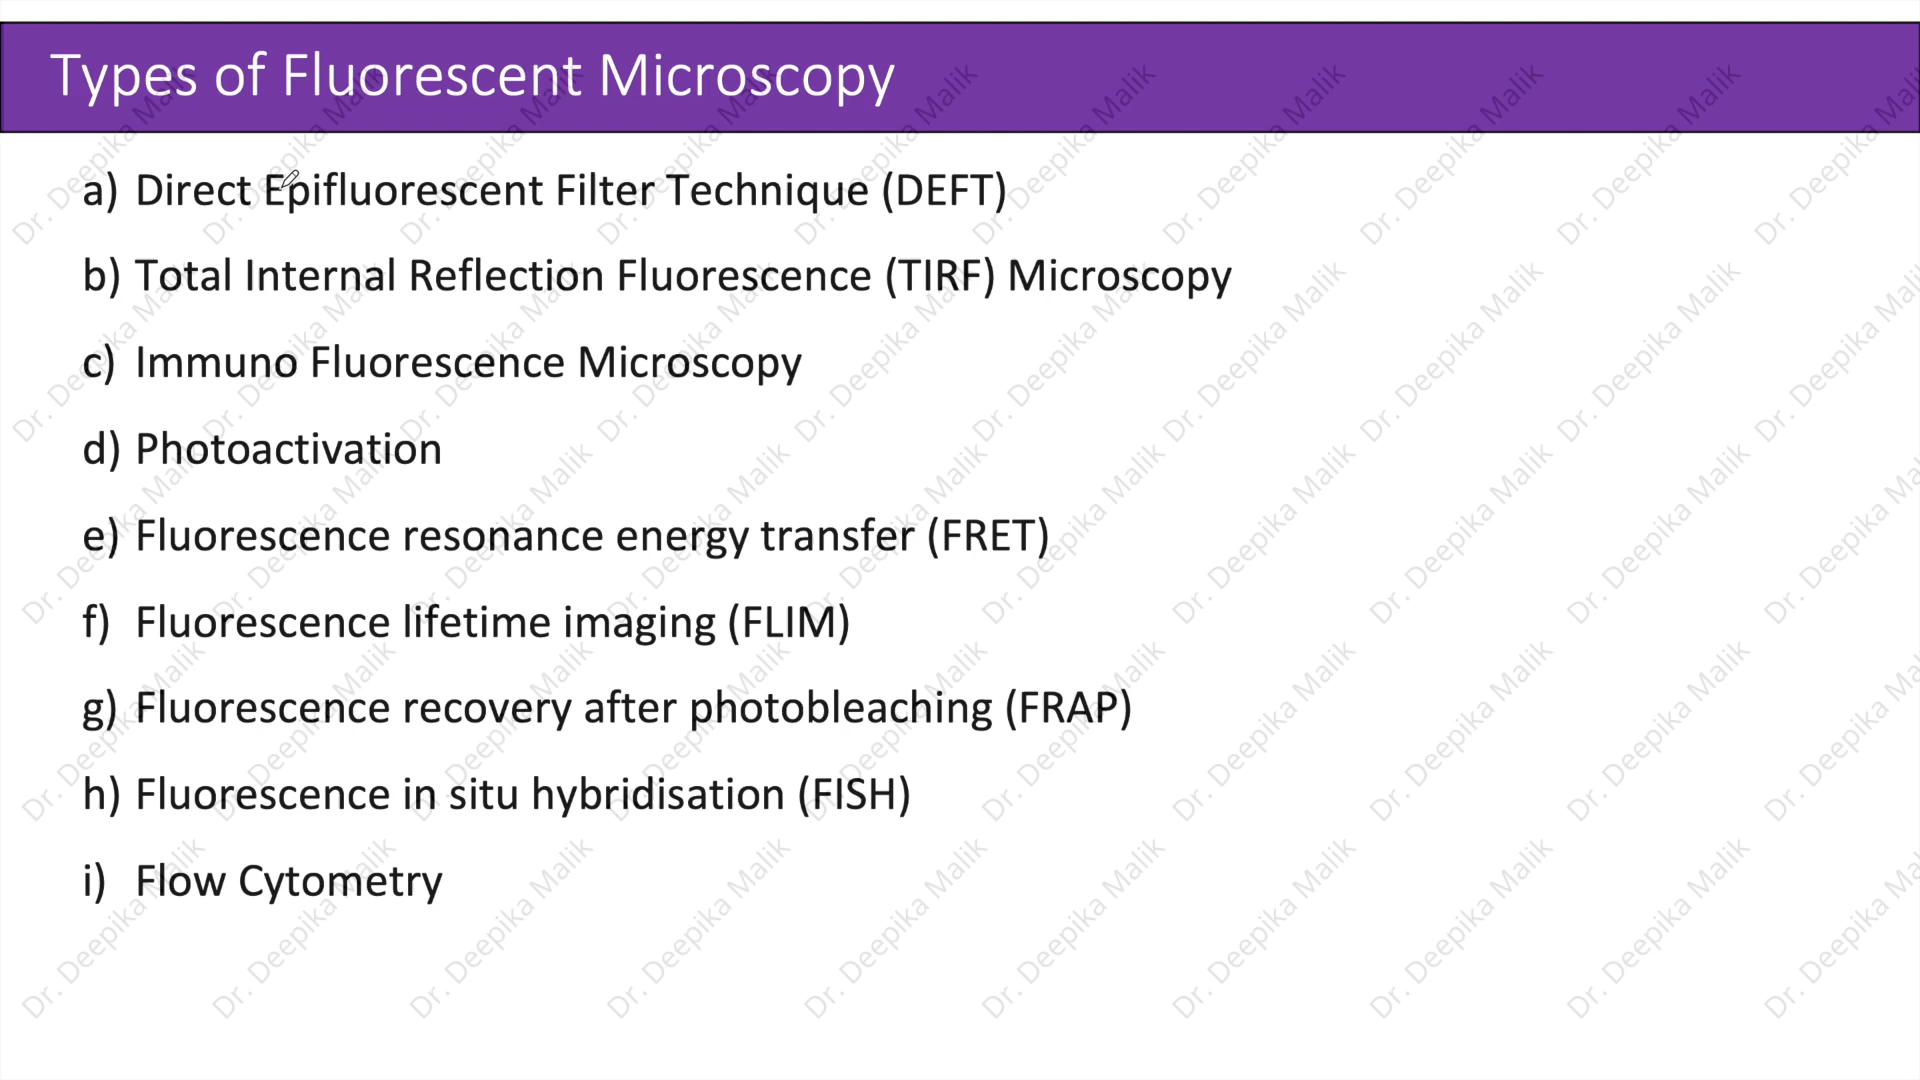 Types of Fluorescent Microscopy
a) Direct Epifluorescent Filter Technique (DEFT)
b) Total Internal Reflection Fluorescence (TIRF) Microscopy
c) Immuno Fluorescence Microscopy
d) Photoactivation
e) Fluorescence resonance energy transfer (FRET)
f) Fluorescence lifetime imaging (FLIM)
g) Fluorescence recovery after photobleaching (FRAP)
h) Fluorescence in situ hybridisation (FISH)
i) Flow Cytometry
Dr. Deepika Malik